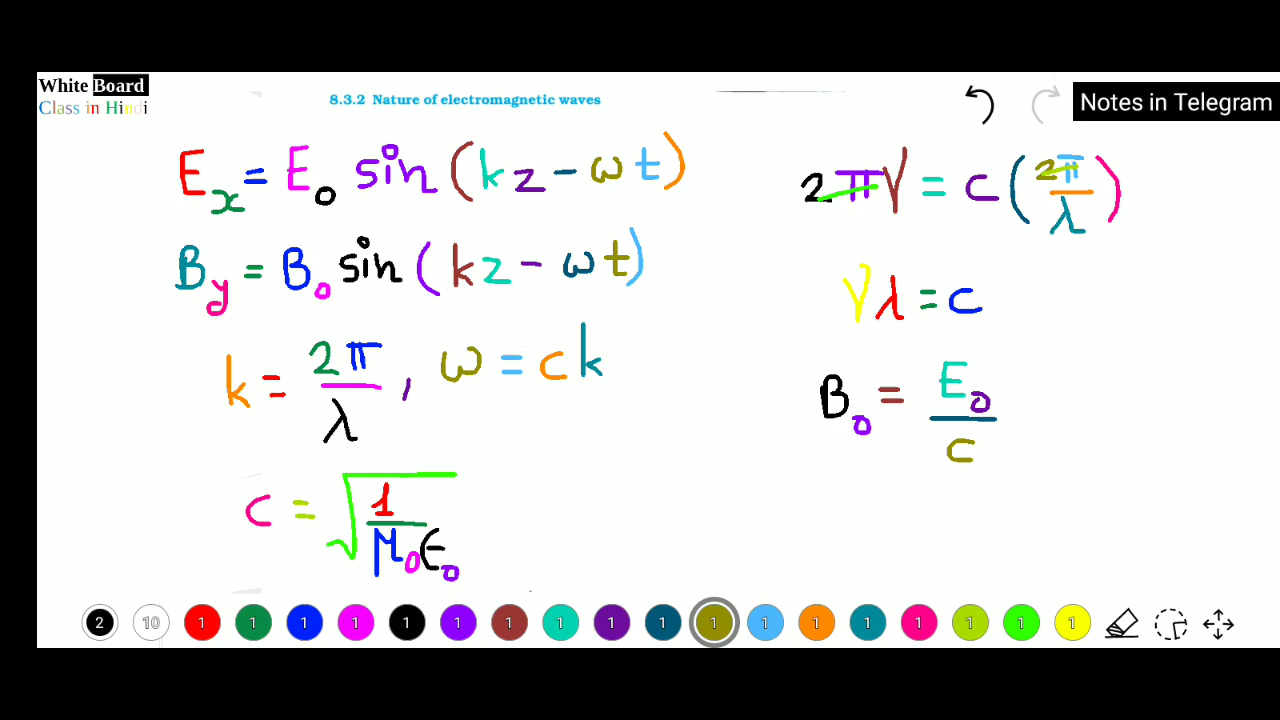 White Board
Class in Hindi
8.3.2 Nature of electromagnetic waves
Notes in Telegram
Eₓ = E₀ sin (kz − ωt)
B_y = B₀ sin (kz − ωt)
k = 2π/λ , ω = ck
c = √(1/μ₀ε₀)
2πν = c (2π/λ)
νλ = c
B₀ = E₀/c
2 10 1 1 1 1 1 1 1 1 1 1 1 1 1 1 1 1 1 1